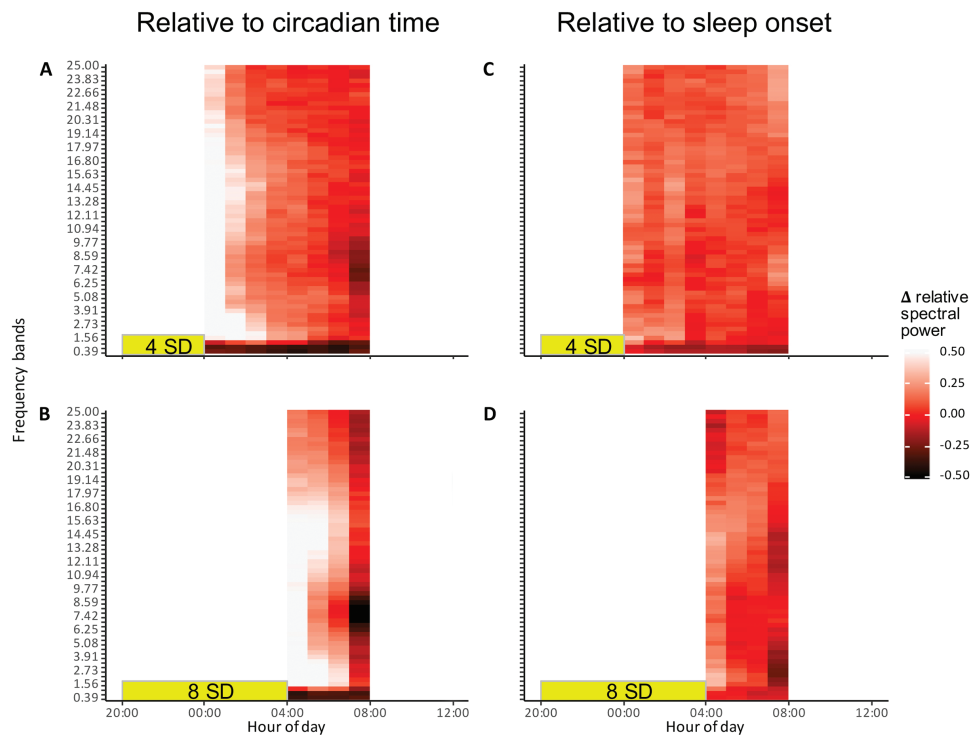 Relative to circadian time
Relative to sleep onset
A
25.00
23.83
22.66
21.48
20.31
19.14
17.97
16.80
15.63
14.45
13.28
12.11
10.94
9.77
8.59
7.42
6.25
5.08
3.91
2.73
1.56
0.39
4 SD
C
4 SD
Frequency bands
B
25.00
23.83
22.66
21.48
20.31
19.14
17.97
16.80
15.63
14.45
13.28
12.11
10.94
9.77
8.59
7.42
6.25
5.08
3.91
2.73
1.56
0.39
8 SD
20:00 00:00 04:00 08:00 12:00
Hour of day
D
8 SD
20:00 00:00 04:00 08:00 12:00
Hour of day
Δ relative
spectral
power
0.50
0.25
0.00
-0.25
-0.50